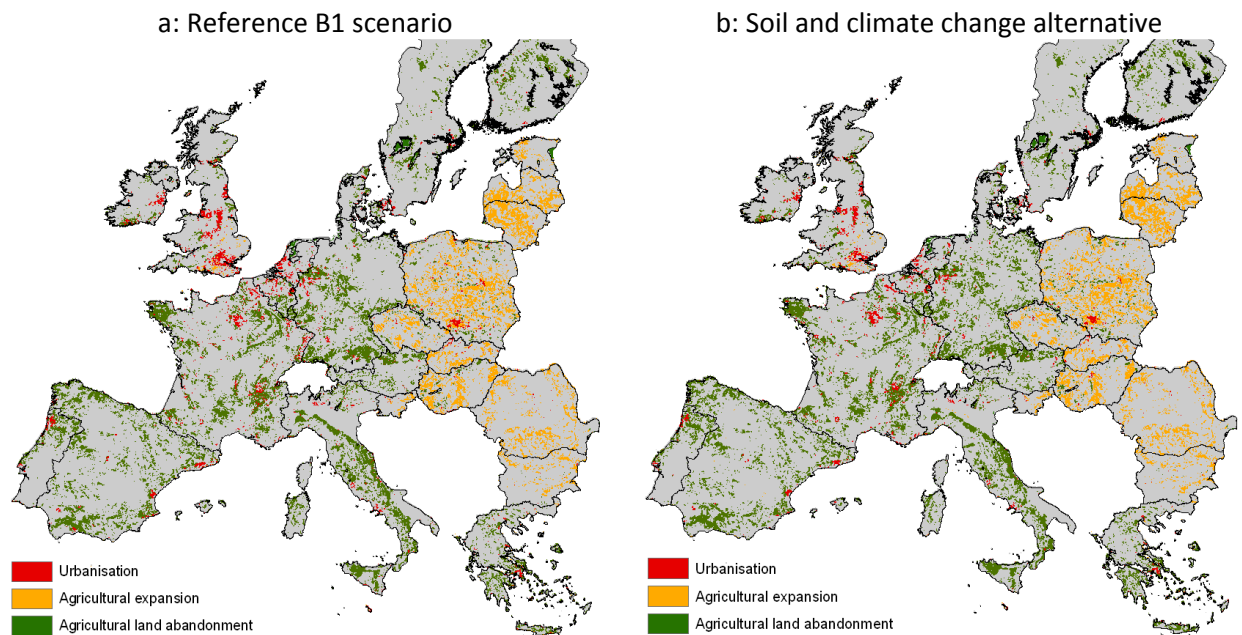 a: Reference B1 scenario
b: Soil and climate change alternative
Urbanisation
Agricultural expansion
Agricultural land abandonment
Urbanisation
Agricultural expansion
Agricultural land abandonment